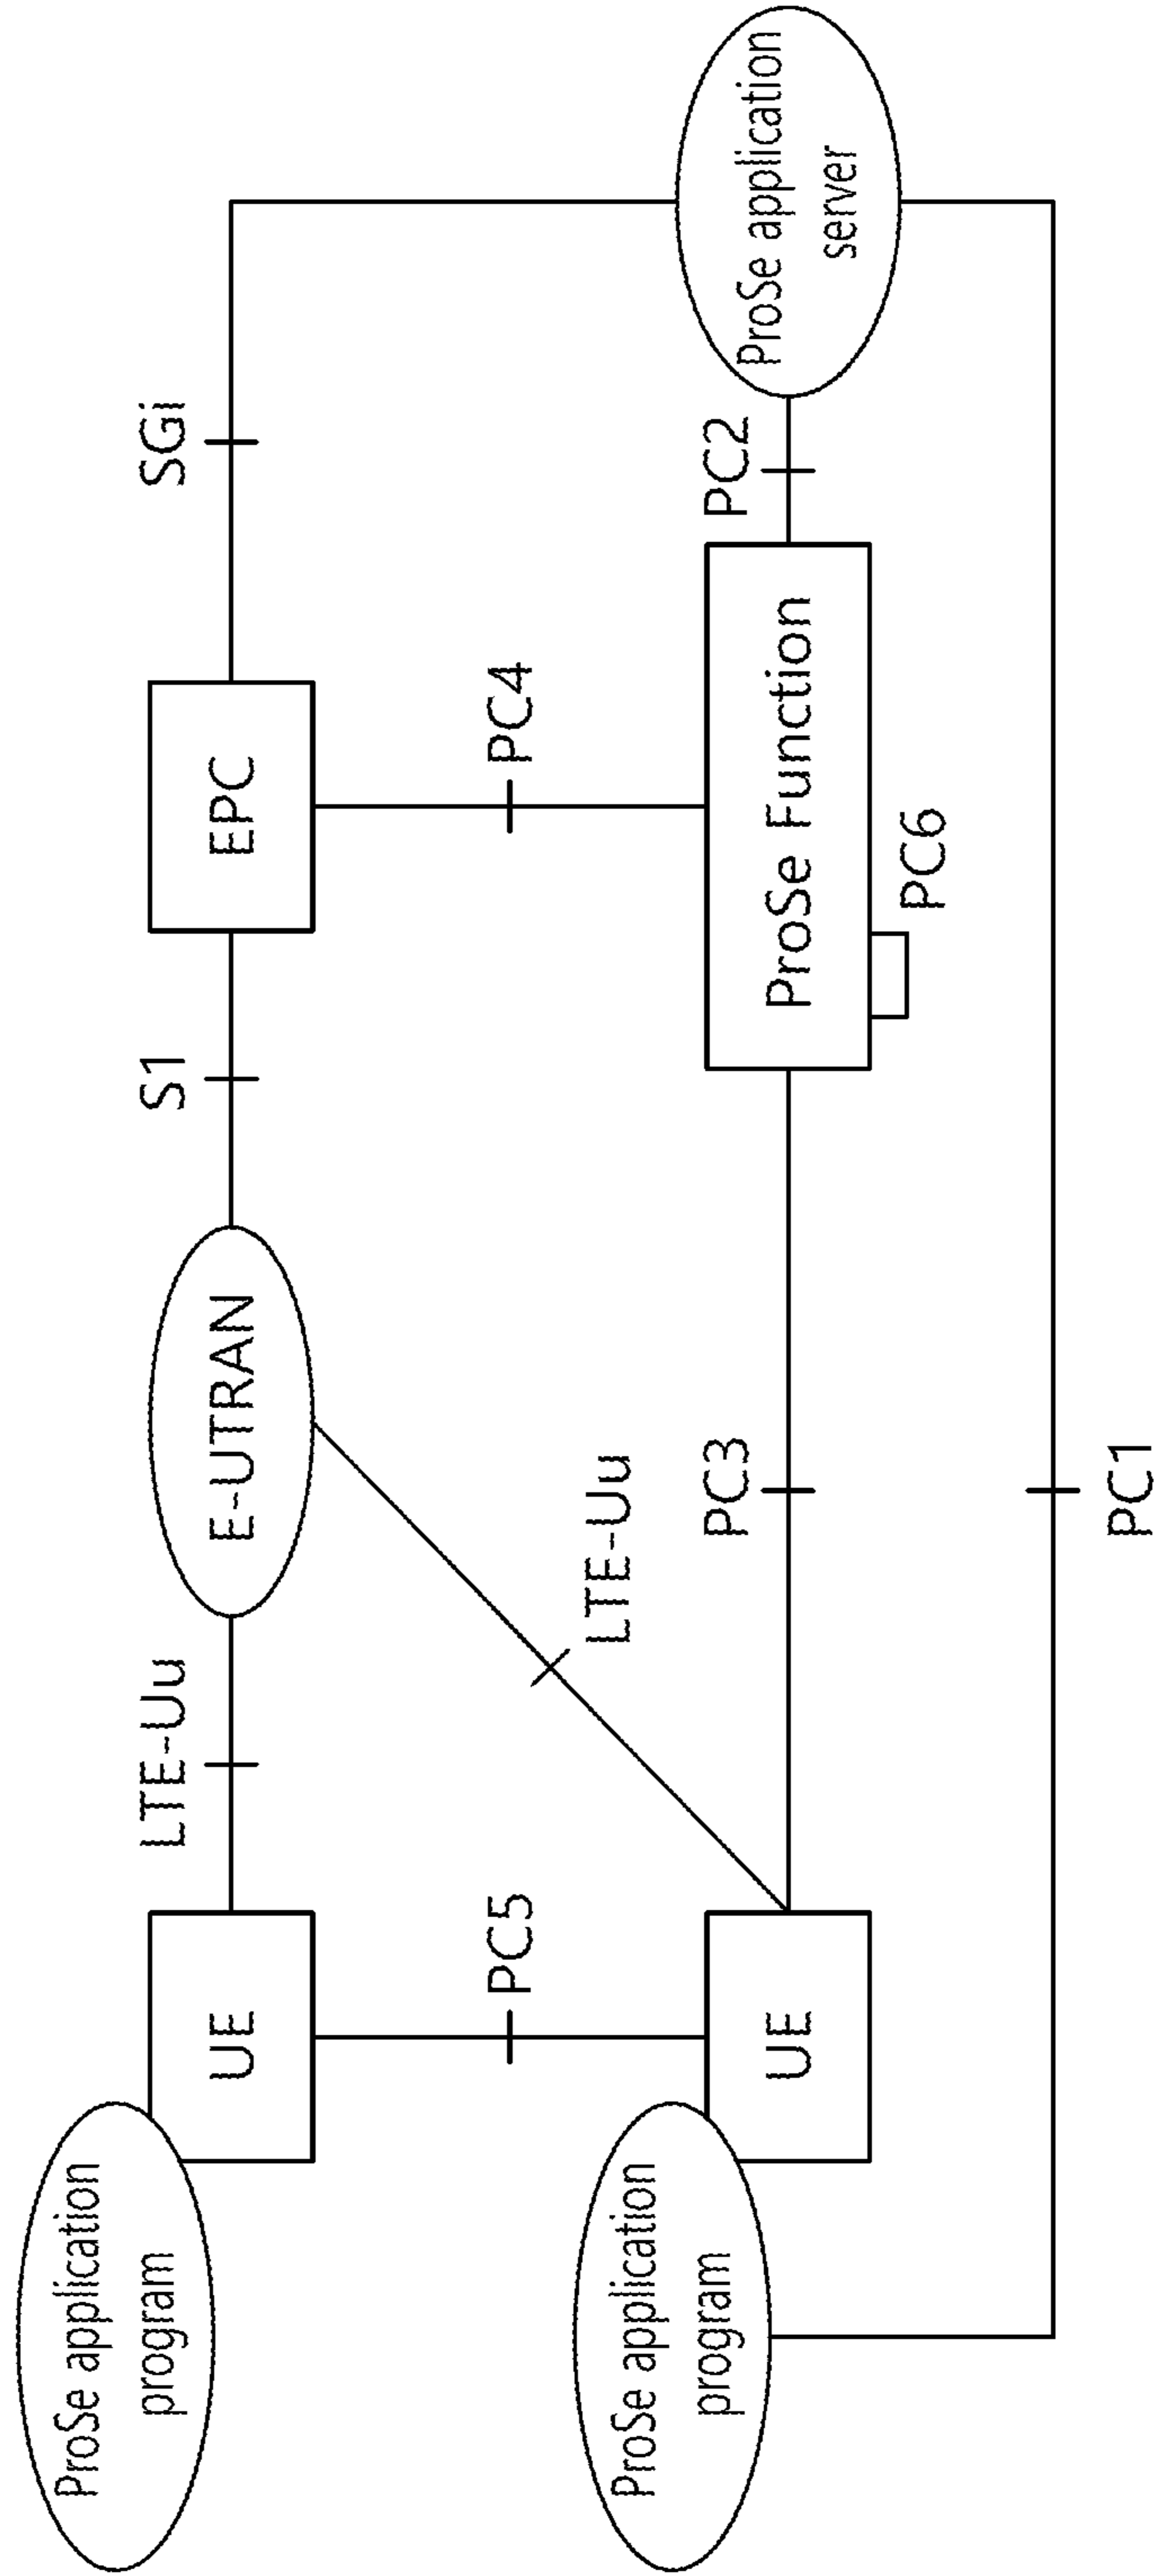 ProSe application
program
UE
LTE-Uu
E-UTRAN
S1
EPC
SGi
PC5
LTE-Uu
PC4
ProSe application
program
UE
PC3
ProSe Function
PC6
PC2
ProSe application
server
PC1